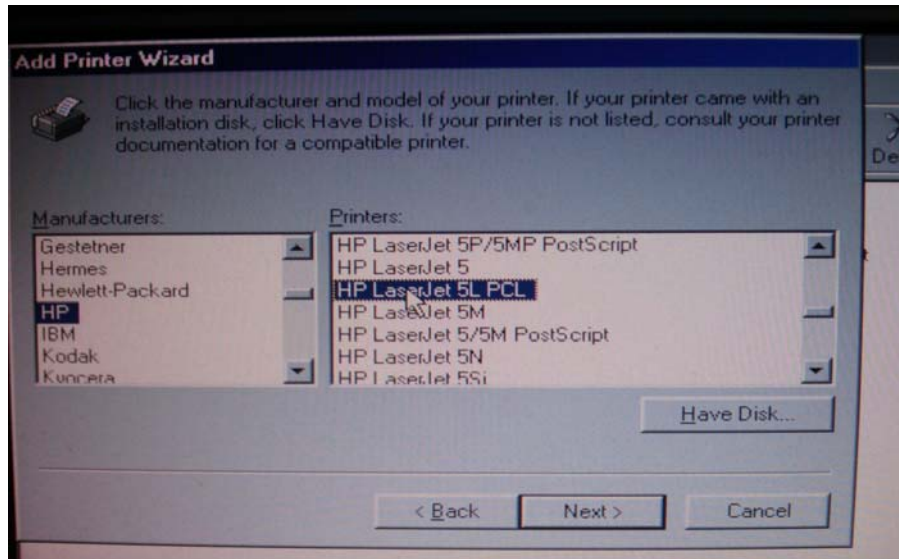 Add Printer Wizard
Click the manufacturer and model of your printer. If your printer came with an
installation disk, click Have Disk. If your printer is not listed, consult your printer
documentation for a compatible printer.
De
Manufacturers:
Gestetner
Hermes
Hewlett-Packard
HP
IBM
Kodak
Kyocera
Printers:
HP LaserJet 5P/5MP PostScript
HP LaserJet 5
HP LaserJet 5L PCL
HP LaserJet 5M
HP LaserJet 5/5M PostScript
HP LaserJet 5N
HP LaserJet 5Si
Have Disk...
< Back
Next >
Cancel